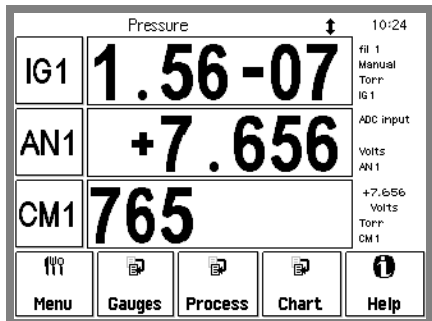 Pressure 10:24
IG1 1.56-07
fil 1
Manual
Torr
IG1
AN1 +7.656
ADC input
Volts
AN1
CM1 765
+7.656
Volts
Torr
CM1
Menu Gauges Process Chart Help